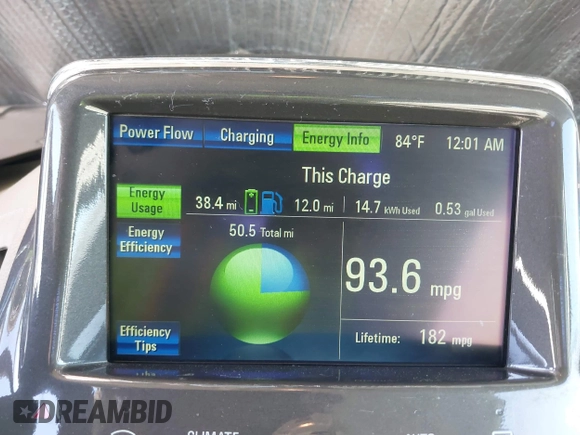 Power Flow Charging Energy Info 84°F 12:01 AM
This Charge
Energy Usage
38.4 mi 12.0 mi 14.7 kWh Used 0.53 gal Used
Energy Efficiency
50.5 Total mi
93.6 mpg
Efficiency Tips
Lifetime: 182 mpg
DREAMBID
CLIMATE AUTO